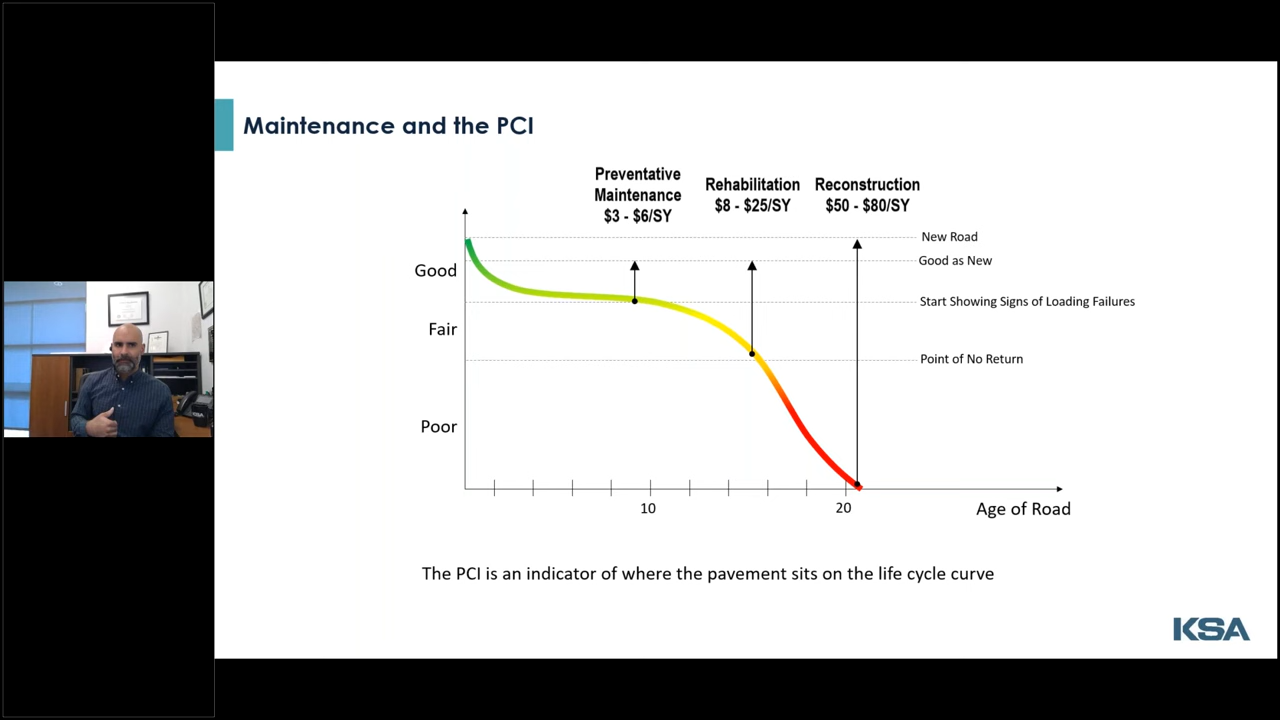 Maintenance and the PCI
Preventative
Maintenance
$3 - $6/SY
Rehabilitation
$8 - $25/SY
Reconstruction
$50 - $80/SY
New Road
Good as New
Start Showing Signs of Loading Failures
Point of No Return
Good
Fair
Poor
10
20
Age of Road
The PCI is an indicator of where the pavement sits on the life cycle curve
KSA